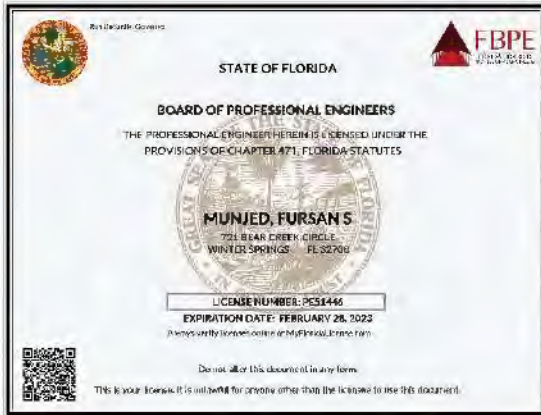 Ron DeSantis, Governor
FBPE
STATE OF FLORIDA
BOARD OF PROFESSIONAL ENGINEERS
THE PROFESSIONAL ENGINEER HEREIN IS LICENSED UNDER THE
PROVISIONS OF CHAPTER 471, FLORIDA STATUTES
MUNJED, FURSAN S
721 BEAR CREEK CIRCLE
WINTER SPRINGS FL 32708
LICENSE NUMBER: PE51446
EXPIRATION DATE: FEBRUARY 28, 2023
Always verify licenses online at MyFloridaLicense.com
Do not alter this document in any form.
This is your license. It is unlawful for anyone other than the licensee to use this document.